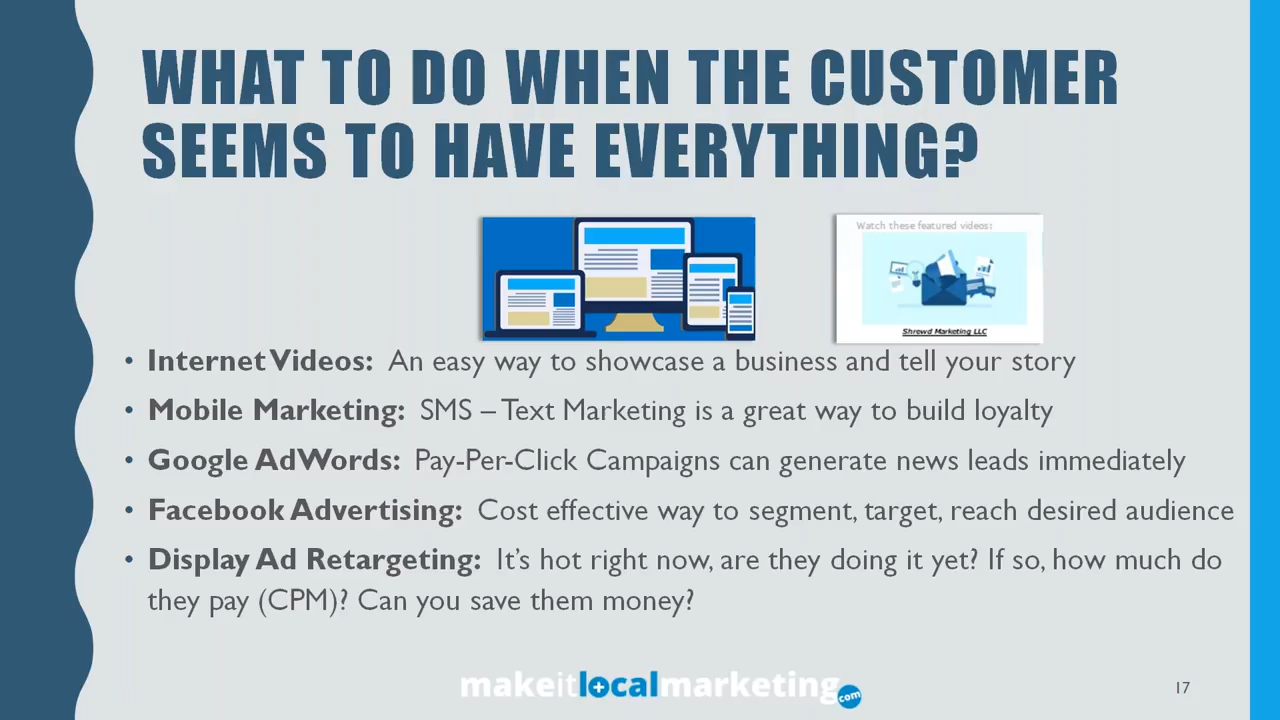 WHAT TO DO WHEN THE CUSTOMER
SEEMS TO HAVE EVERYTHING?
Watch these featured videos:
Shrewd Marketing LLC
• Internet Videos: An easy way to showcase a business and tell your story
• Mobile Marketing: SMS – Text Marketing is a great way to build loyalty
• Google AdWords: Pay-Per-Click Campaigns can generate news leads immediately
• Facebook Advertising: Cost effective way to segment, target, reach desired audience
• Display Ad Retargeting: It's hot right now, are they doing it yet? If so, how much do
they pay (CPM)? Can you save them money?
makeitlocalmarketing.com
17